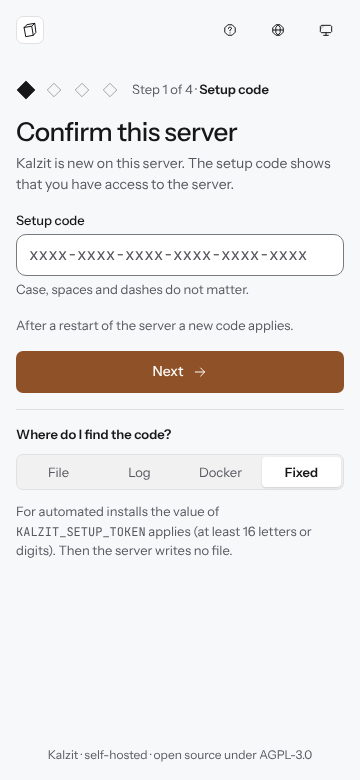 Step 1 of 4 · Setup code
Confirm this server
Kalzit is new on this server. The setup code shows
that you have access to the server.
Setup code
xxxx-xxxx-xxxx-xxxx-xxxx-xxxx
Case, spaces and dashes do not matter.
After a restart of the server a new code applies.
Next →
Where do I find the code?
File Log Docker Fixed
For automated installs the value of
KALZIT_SETUP_TOKEN applies (at least 16 letters or
digits). Then the server writes no file.
Kalzit · self-hosted · open source under AGPL-3.0